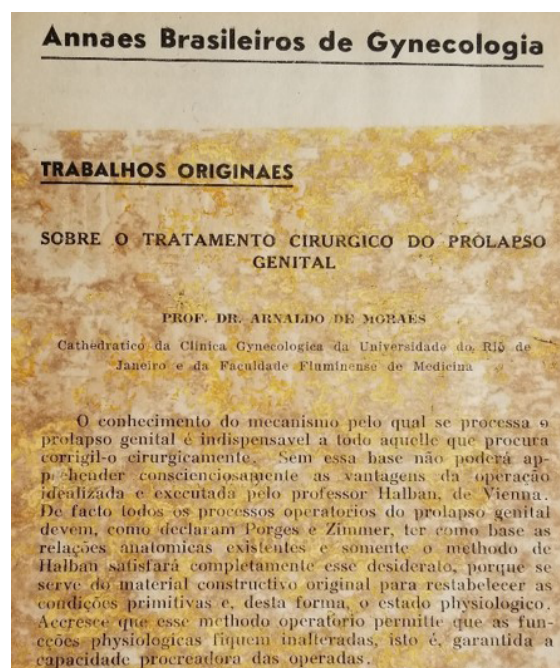 Annaes Brasileiros de Gynecologia
TRABALHOS ORIGINAES
SOBRE O TRATAMENTO CIRURGICO DO PROLAPSO
GENITAL
PROF. DR. ARNALDO DE MORAES
Cathedratico da Clinica Gynecologica da Universidade do Rio de
Janeiro e da Faculdade Fluminense de Medicina
O conhecimento do mecanismo pelo qual se processa o
prolapso genital é indispensavel a todo aquelle que procura
corrigil-o cirurgicamente. Sem essa base não poderá ap-
prehender conscienciosamente as vantagens da operação
idealizada e executada pelo professor Halban, de Vienna.
De facto todos os processos operatorios do prolapso genital
devem, como declaram Porges e Zimmer, ter como base as
relações anatomicas existentes e somente o methodo de
Halban satisfará completamente esse desiderato, porque se
serve do material constructivo original para restabelecer as
condições primitivas e, desta forma, o estado physiologico.
Accresce que esse methodo operatorio permitte que as fun-
cções physiologicas fiquem inalteradas, isto é, garantida a
capacidade procreadora das operadas.